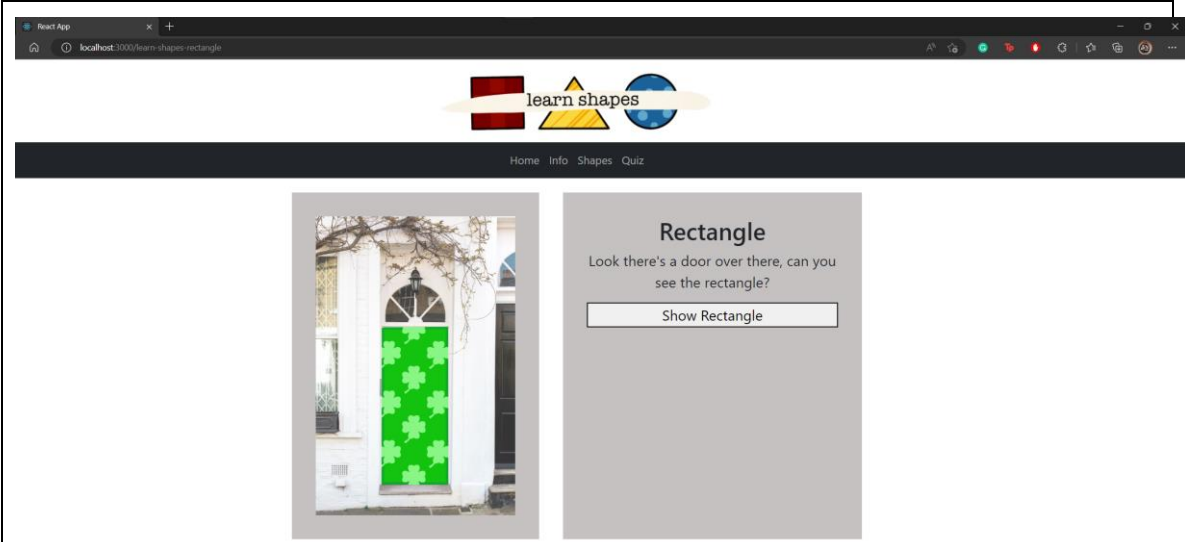 React App
localhost:3000/learn-shapes-rectangle
learn shapes
Home Info Shapes Quiz
Rectangle
Look there's a door over there, can you
see the rectangle?
Show Rectangle